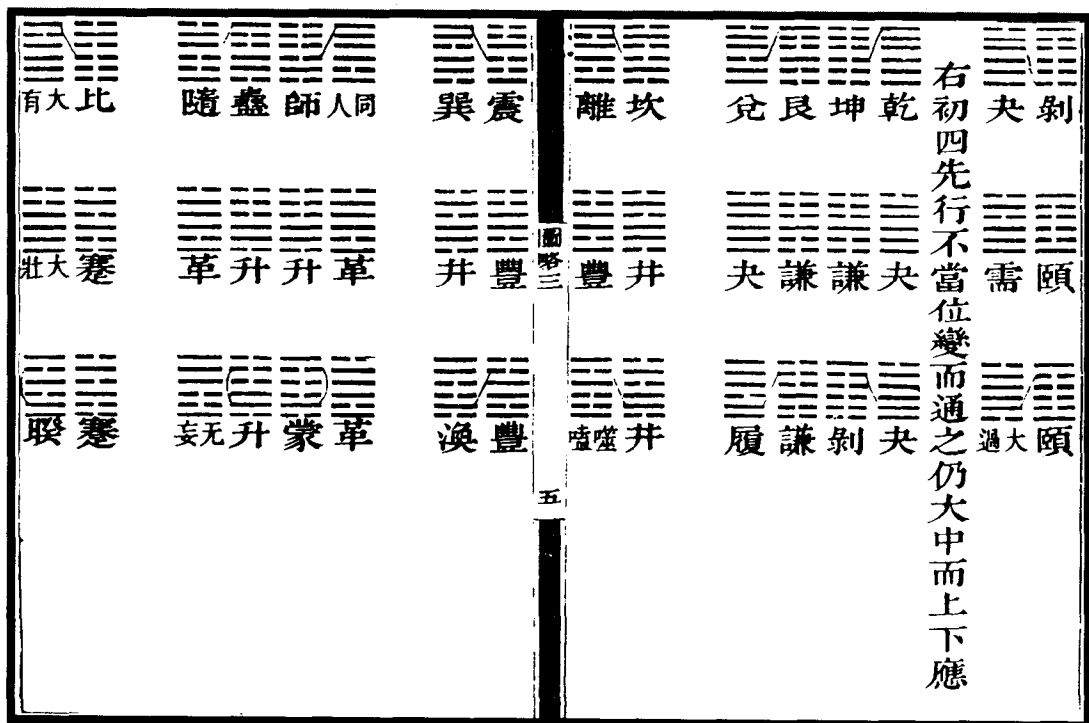 剝 頤 頤
夬 需 大過
右初四先行不當位變而通之仍大中而上下應
乾 夬 夬
坤 謙 剝
艮 謙 謙
兌 夬 履
坎 井 井
離 豐 噬嗑
圖略三 五
震 豐 豐
巽 井 渙
同人 革 革
師 升 蒙
蠱 升 升
隨 革 无妄
比 蹇 蹇
大有 大壯 睽